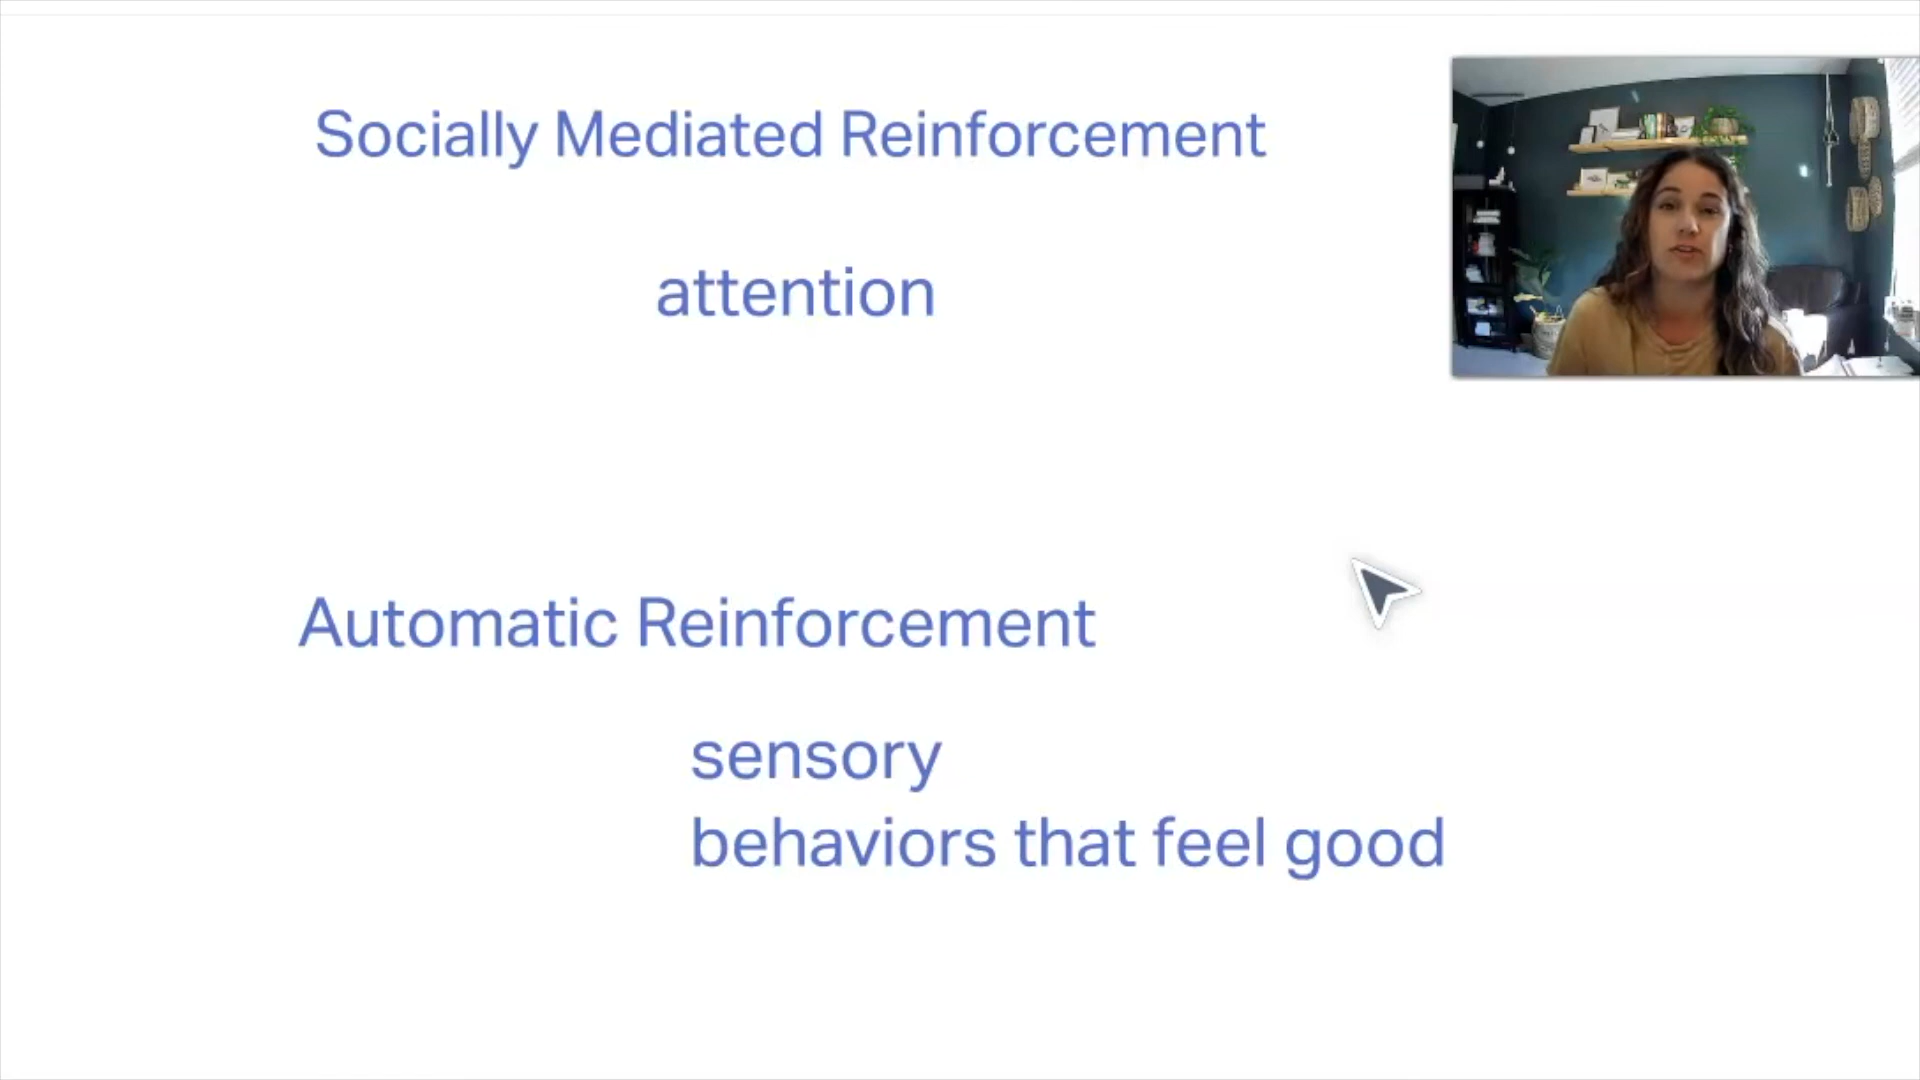 Socially Mediated Reinforcement
attention
Automatic Reinforcement
sensory
behaviors that feel good